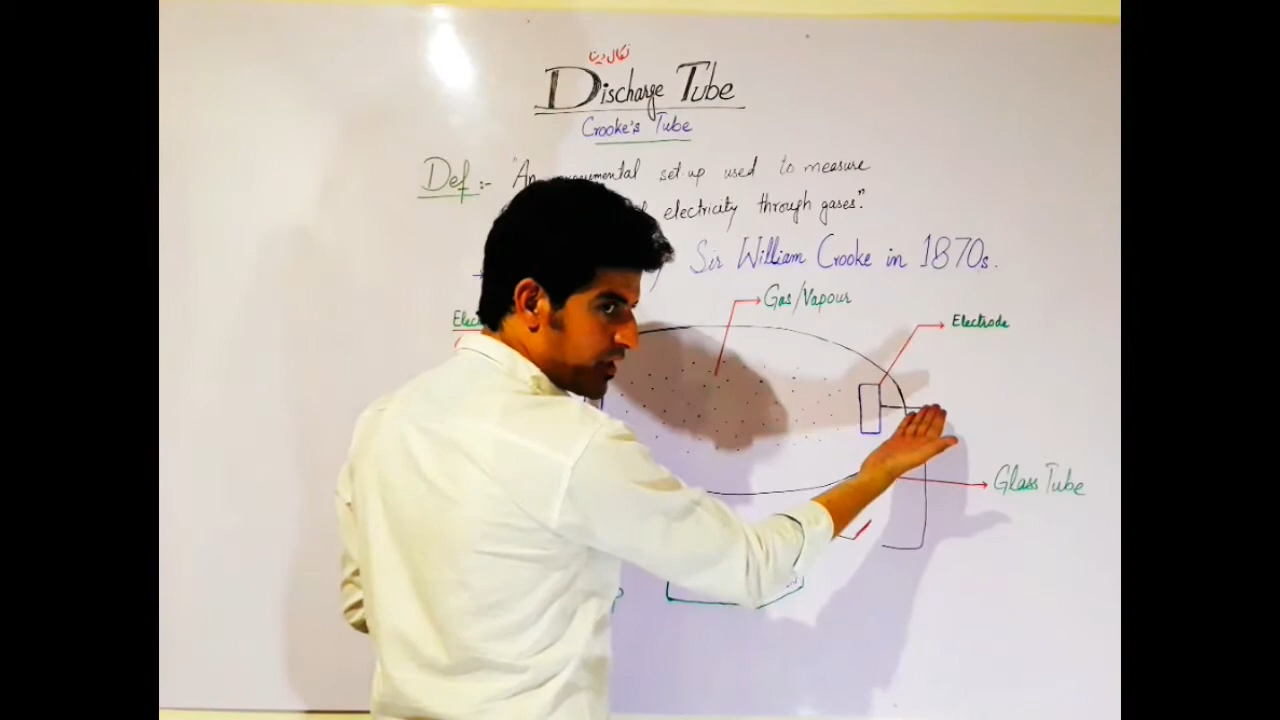 نکال دینا
Discharge Tube
Crooke's Tube
Def :- "An experimental set-up used to measure
electricity through gases."
Sir William Crooke in 1870s.
Gas/Vapour
Electrode
Elect
Glass Tube